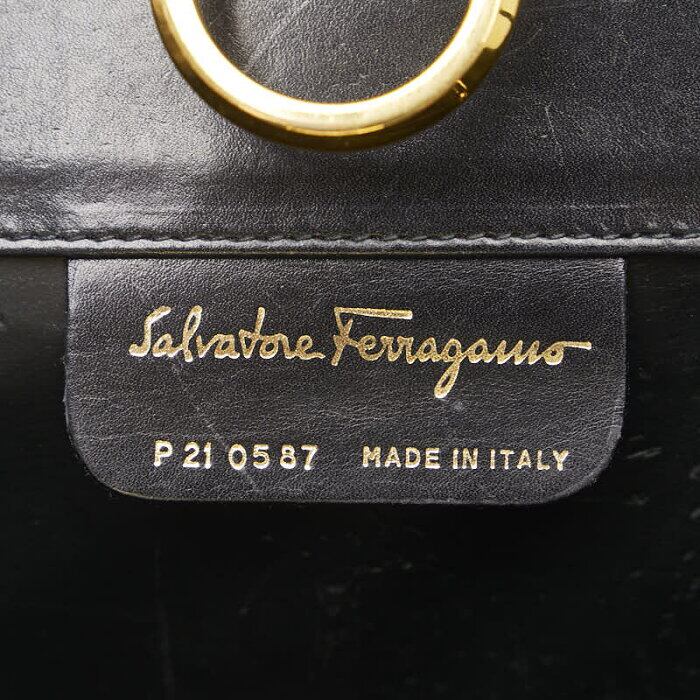 Salvatore Ferragamo
P 21 0587 MADE IN ITALY